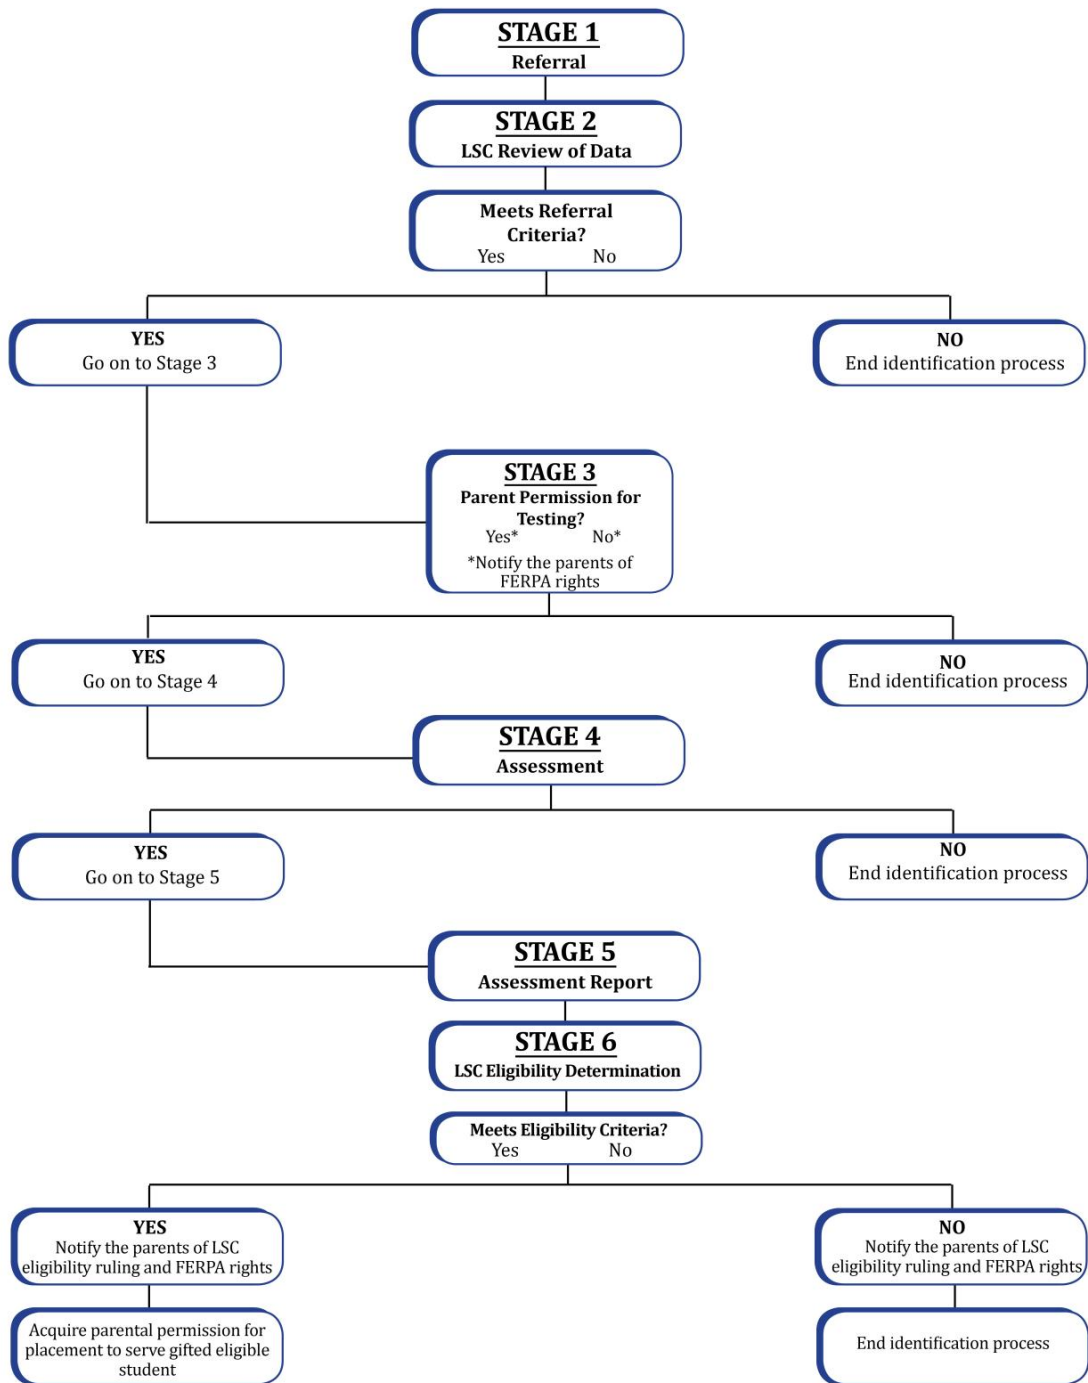 STAGE 1
Referral
STAGE 2
LSC Review of Data
Meets Referral
Criteria?
Yes No
YES
Go on to Stage 3
NO
End identification process
STAGE 3
Parent Permission for
Testing?
Yes* No*
*Notify the parents of
FERPA rights
YES
Go on to Stage 4
NO
End identification process
STAGE 4
Assessment
YES
Go on to Stage 5
NO
End identification process
STAGE 5
Assessment Report
STAGE 6
LSC Eligibility Determination
Meets Eligibility Criteria?
Yes No
YES
Notify the parents of LSC
eligibility ruling and FERPA rights
NO
Notify the parents of LSC
eligibility ruling and FERPA rights
Acquire parental permission for
placement to serve gifted eligible
student
End identification process